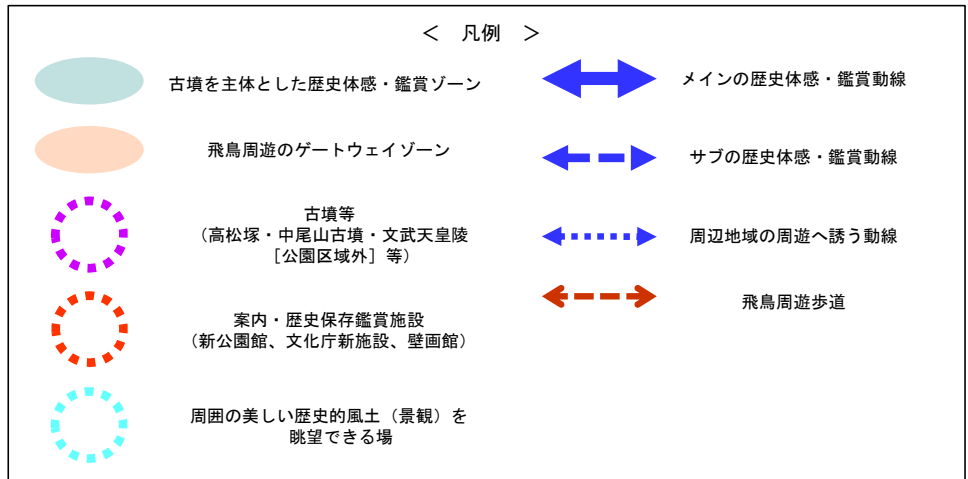 ＜　凡例　＞
古墳を主体とした歴史体感・鑑賞ゾーン
飛鳥周遊のゲートウェイゾーン
古墳等
（高松塚・中尾山古墳・文武天皇陵
［公園区域外］等）
案内・歴史保存鑑賞施設
（新公園館、文化庁新施設、壁画館）
周囲の美しい歴史的風土（景観）を
眺望できる場
メインの歴史体感・鑑賞動線
サブの歴史体感・鑑賞動線
周辺地域の周遊へ誘う動線
飛鳥周遊歩道